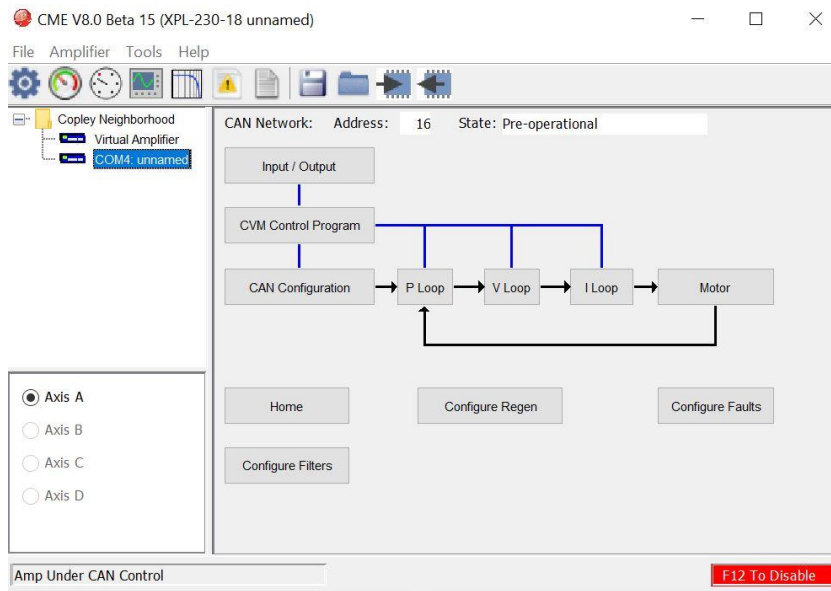 CME V8.0 Beta 15 (XPL-230-18 unnamed)
File Amplifier Tools Help
Copley Neighborhood
Virtual Amplifier
COM4: unnamed
CAN Network: Address: 16 State: Pre-operational
Input / Output
CVM Control Program
CAN Configuration P Loop V Loop I Loop Motor
Axis A
Axis B
Axis C
Axis D
Home Configure Regen Configure Faults
Configure Filters
Amp Under CAN Control F12 To Disable